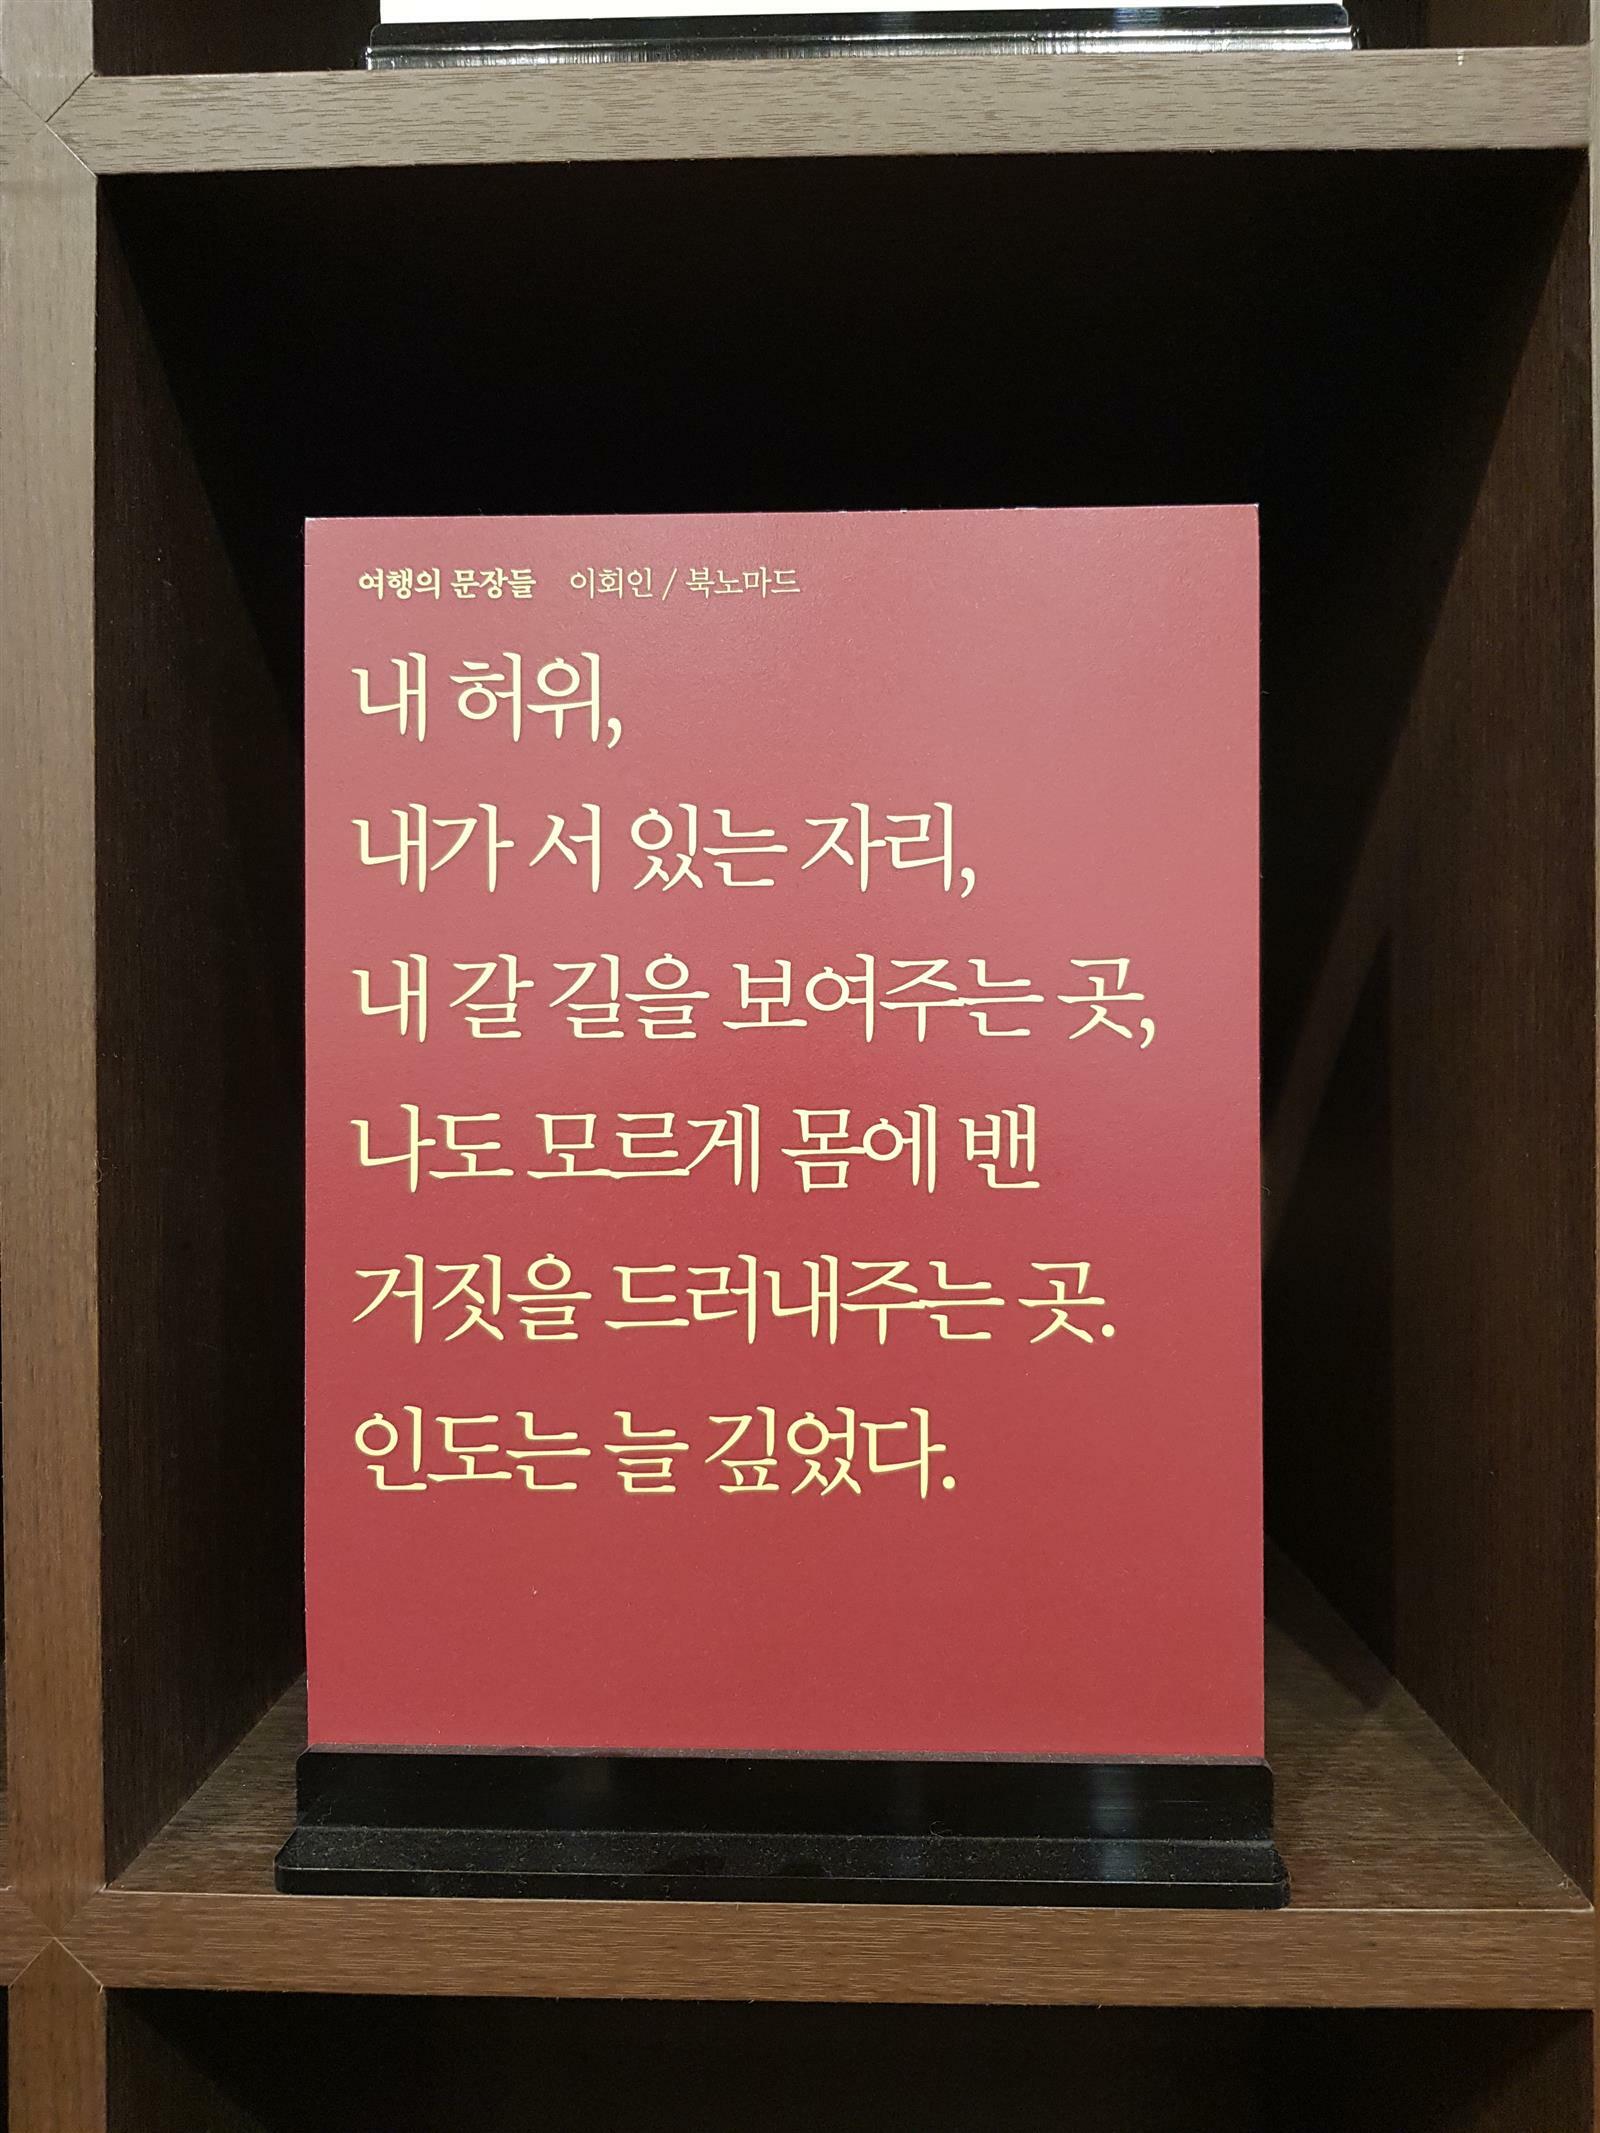 여행의 문장들 이희인 / 북노마드
내 허위,
내가 서 있는 자리,
내 갈 길을 보여주는 곳,
나도 모르게 몸에 밴
거짓을 드러내주는 곳.
인도는 늘 깊었다.